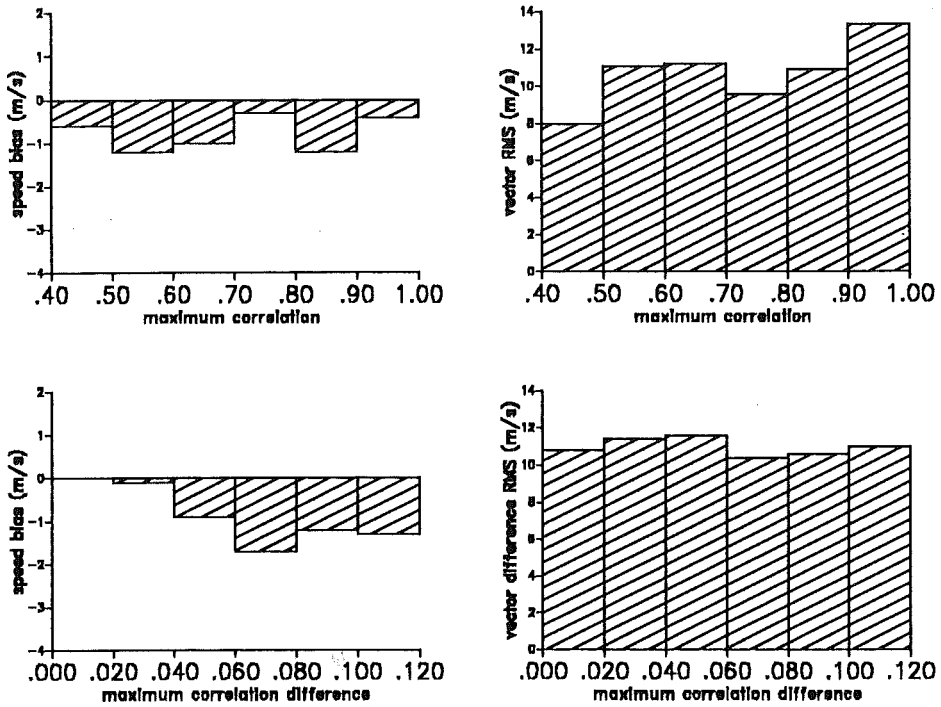 speed bias (m/s)
2
1
0
-1
-2
-3
-4
.40 .50 .60 .70 .80 .90 1.00
maximum correlation
vector RMS (m/s)
14
12
10
8
6
4
2
0
.40 .50 .60 .70 .80 .90 1.00
maximum correlation
speed bias (m/s)
2
1
0
-1
-2
-3
-4
.000 .020 .040 .060 .080 .100 .120
maximum correlation difference
vector difference RMS (m/s)
14
12
10
8
6
4
2
0
.000 .020 .040 .060 .080 .100 .120
maximum correlation difference